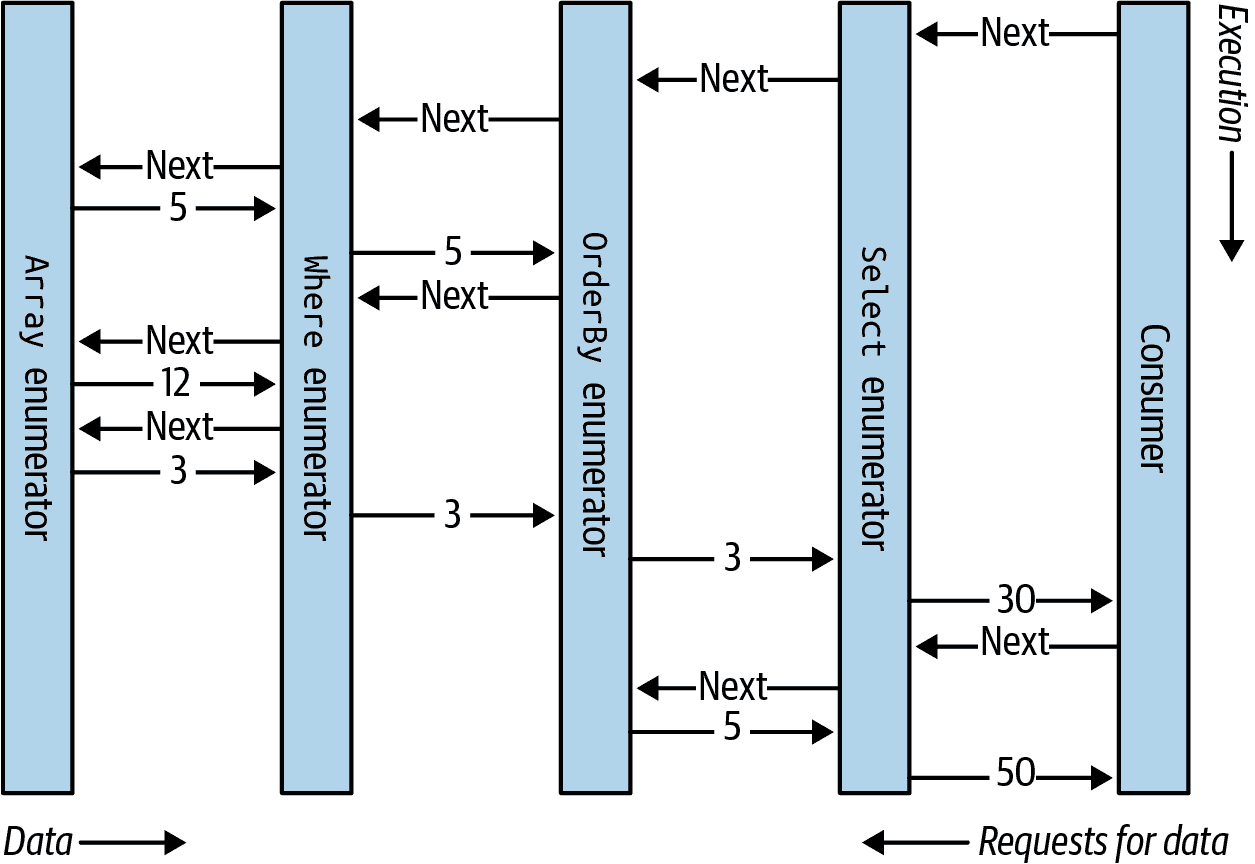 Next
Next
Next
Next
5
5
Next
Next
12
Next
3
3
3
30
Next
Next
5
50
Array enumerator
Where enumerator
OrderBy enumerator
Select enumerator
Consumer
Execution
Data
Requests for data